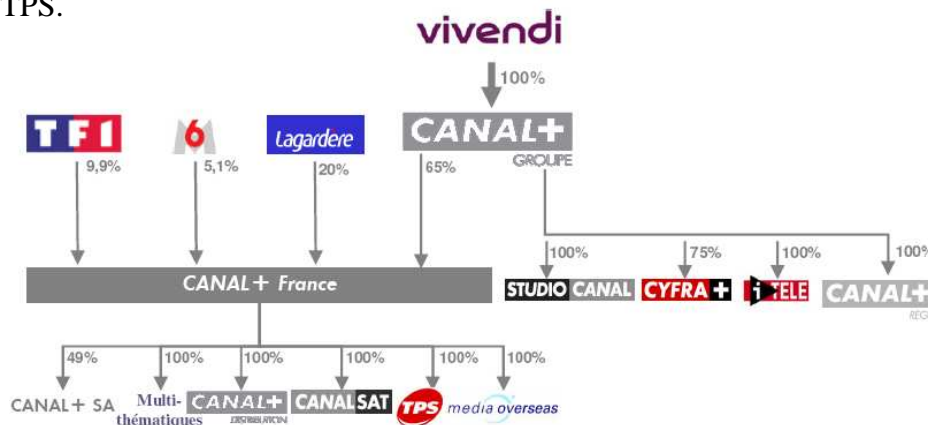 TPS.
vivendi
100%
TF1
M6
Lagardere
CANAL+
GROUPE
9,9%
5,1%
20%
65%
CANAL+ France
100%
75%
100%
100%
STUDIO CANAL
CYFRA+
i TELE
CANAL+
49%
100%
100%
100%
100%
100%
CANAL+ SA
Multi-
thématiques
CANAL+
DISTRIBUTION
CANALSAT
TPS
media overseas